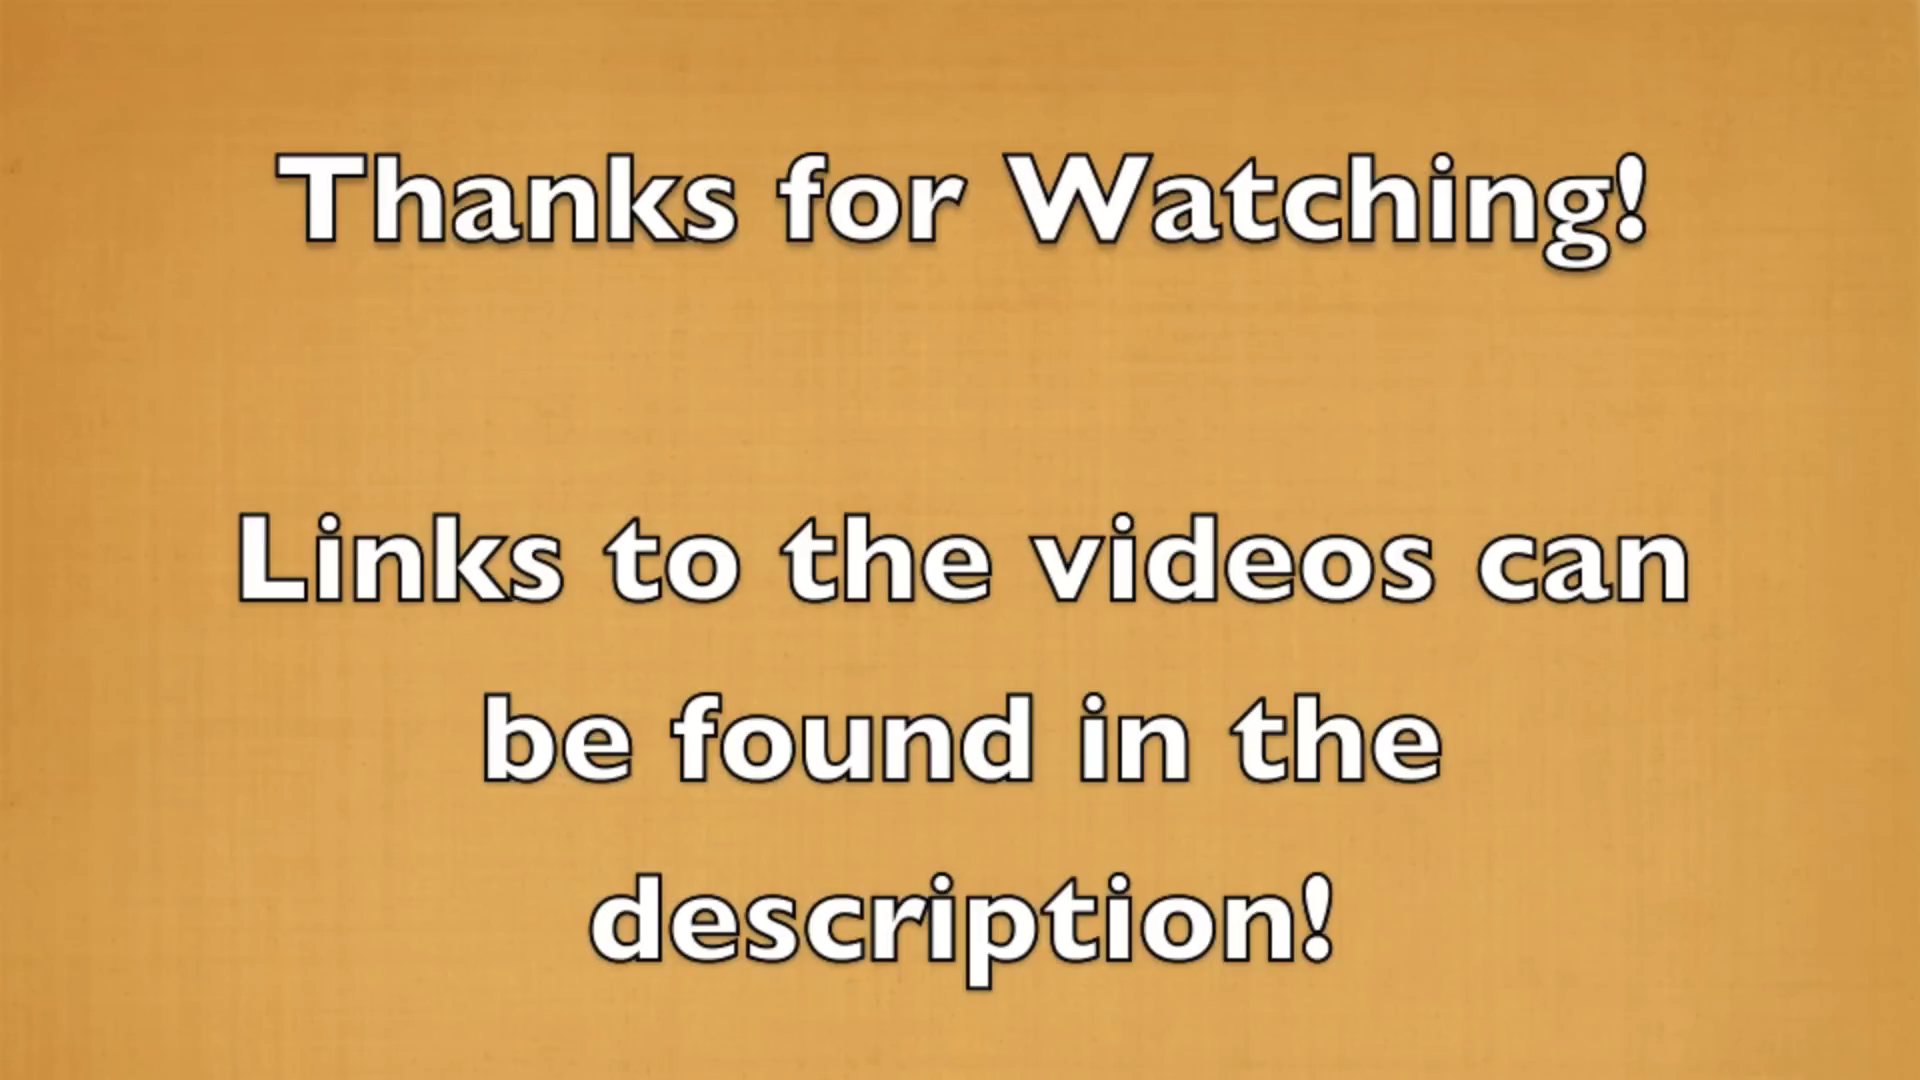 Thanks for Watching!
Links to the videos can
be found in the
description!